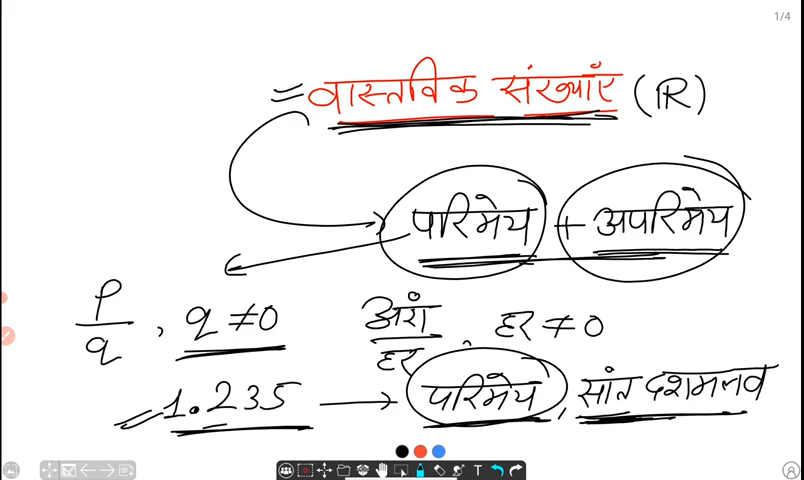 1/4
= वास्तविक संख्याएँ (R)
परिमेय + अपरिमेय
p/q, q ≠ 0 अंश/हर, हर ≠ 0
= 1.235 → परिमेय, सांत दशमलव
T